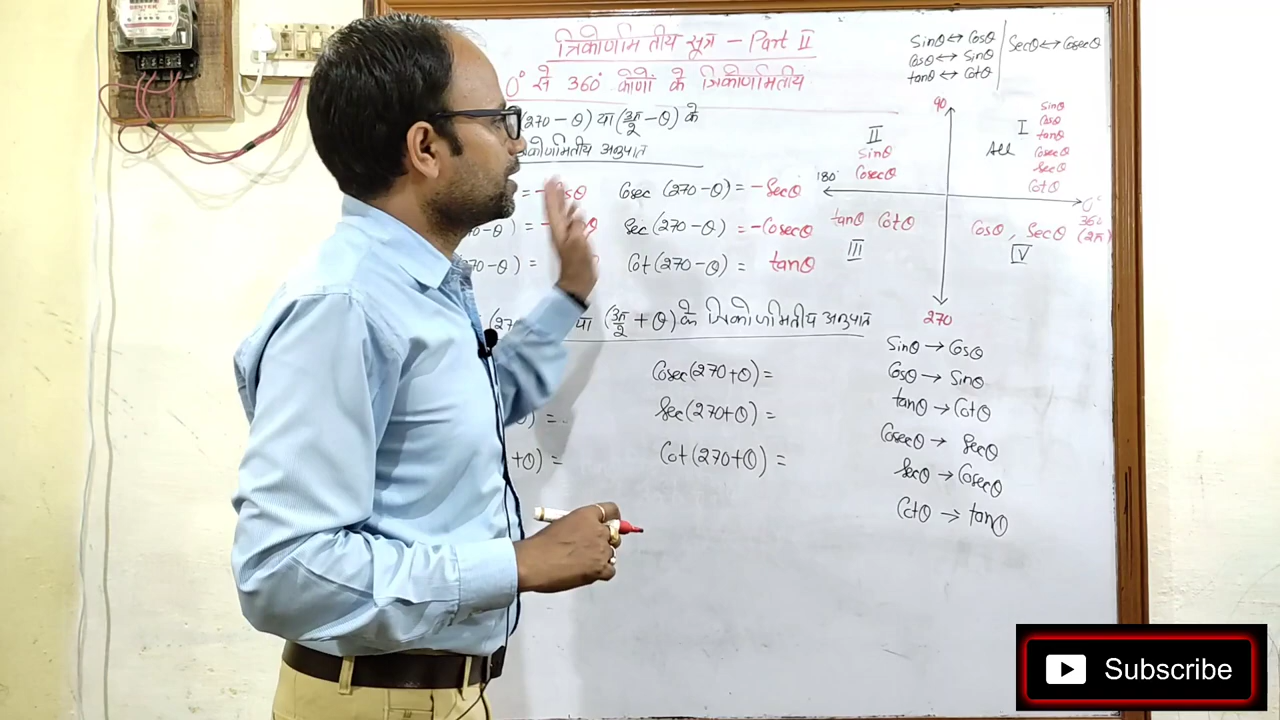 त्रिकोणमितीय सूत्र - Part II
0° से 360° कोणों के त्रिकोणमितीय
(270-θ) या (3π/2 - θ) के
त्रिकोणमितीय अनुपात
= -Cosθ Cosec (270-θ) = -Secθ
70-θ) = Sec (270-θ) = -Cosecθ
270-θ) = Cot (270-θ) = tanθ
या (3π/2 + θ) के त्रिकोणमितीय अनुपात
Cosec(270+θ) =
) = Sec(270+θ) =
+θ) = Cot(270+θ) =
Sinθ ↔ Cosθ
Cosθ ↔ Sinθ
tanθ ↔ Cotθ
Secθ ↔ Cosecθ
90
II
Sinθ
Cosecθ
I
All
Sinθ
Cosθ
tanθ
Cosecθ
Secθ
Cotθ
180°
0°
360
(2π)
tanθ Cotθ
III
Cosθ, Secθ
IV
270
Sinθ → Cosθ
Cosθ → Sinθ
tanθ → Cotθ
Cosecθ → Secθ
Secθ → Cosecθ
Cotθ → tanθ
Subscribe